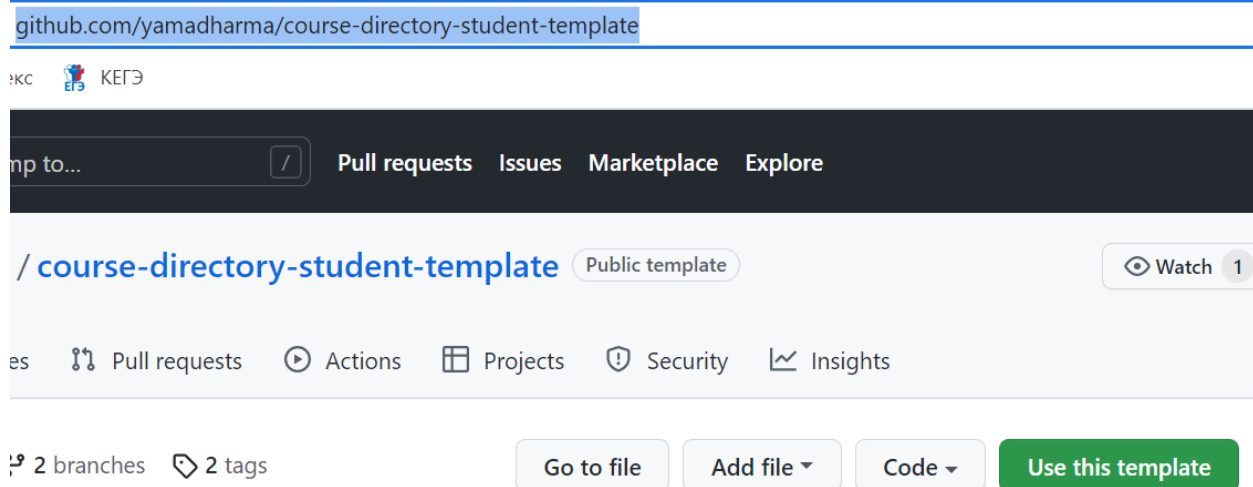 github.com/yamadharma/course-directory-student-template
екс ЕГЭ КЕГЭ
mp to... / Pull requests Issues Marketplace Explore
/ course-directory-student-template Public template Watch 1
es Pull requests Actions Projects Security Insights
2 branches 2 tags Go to file Add file Code Use this template